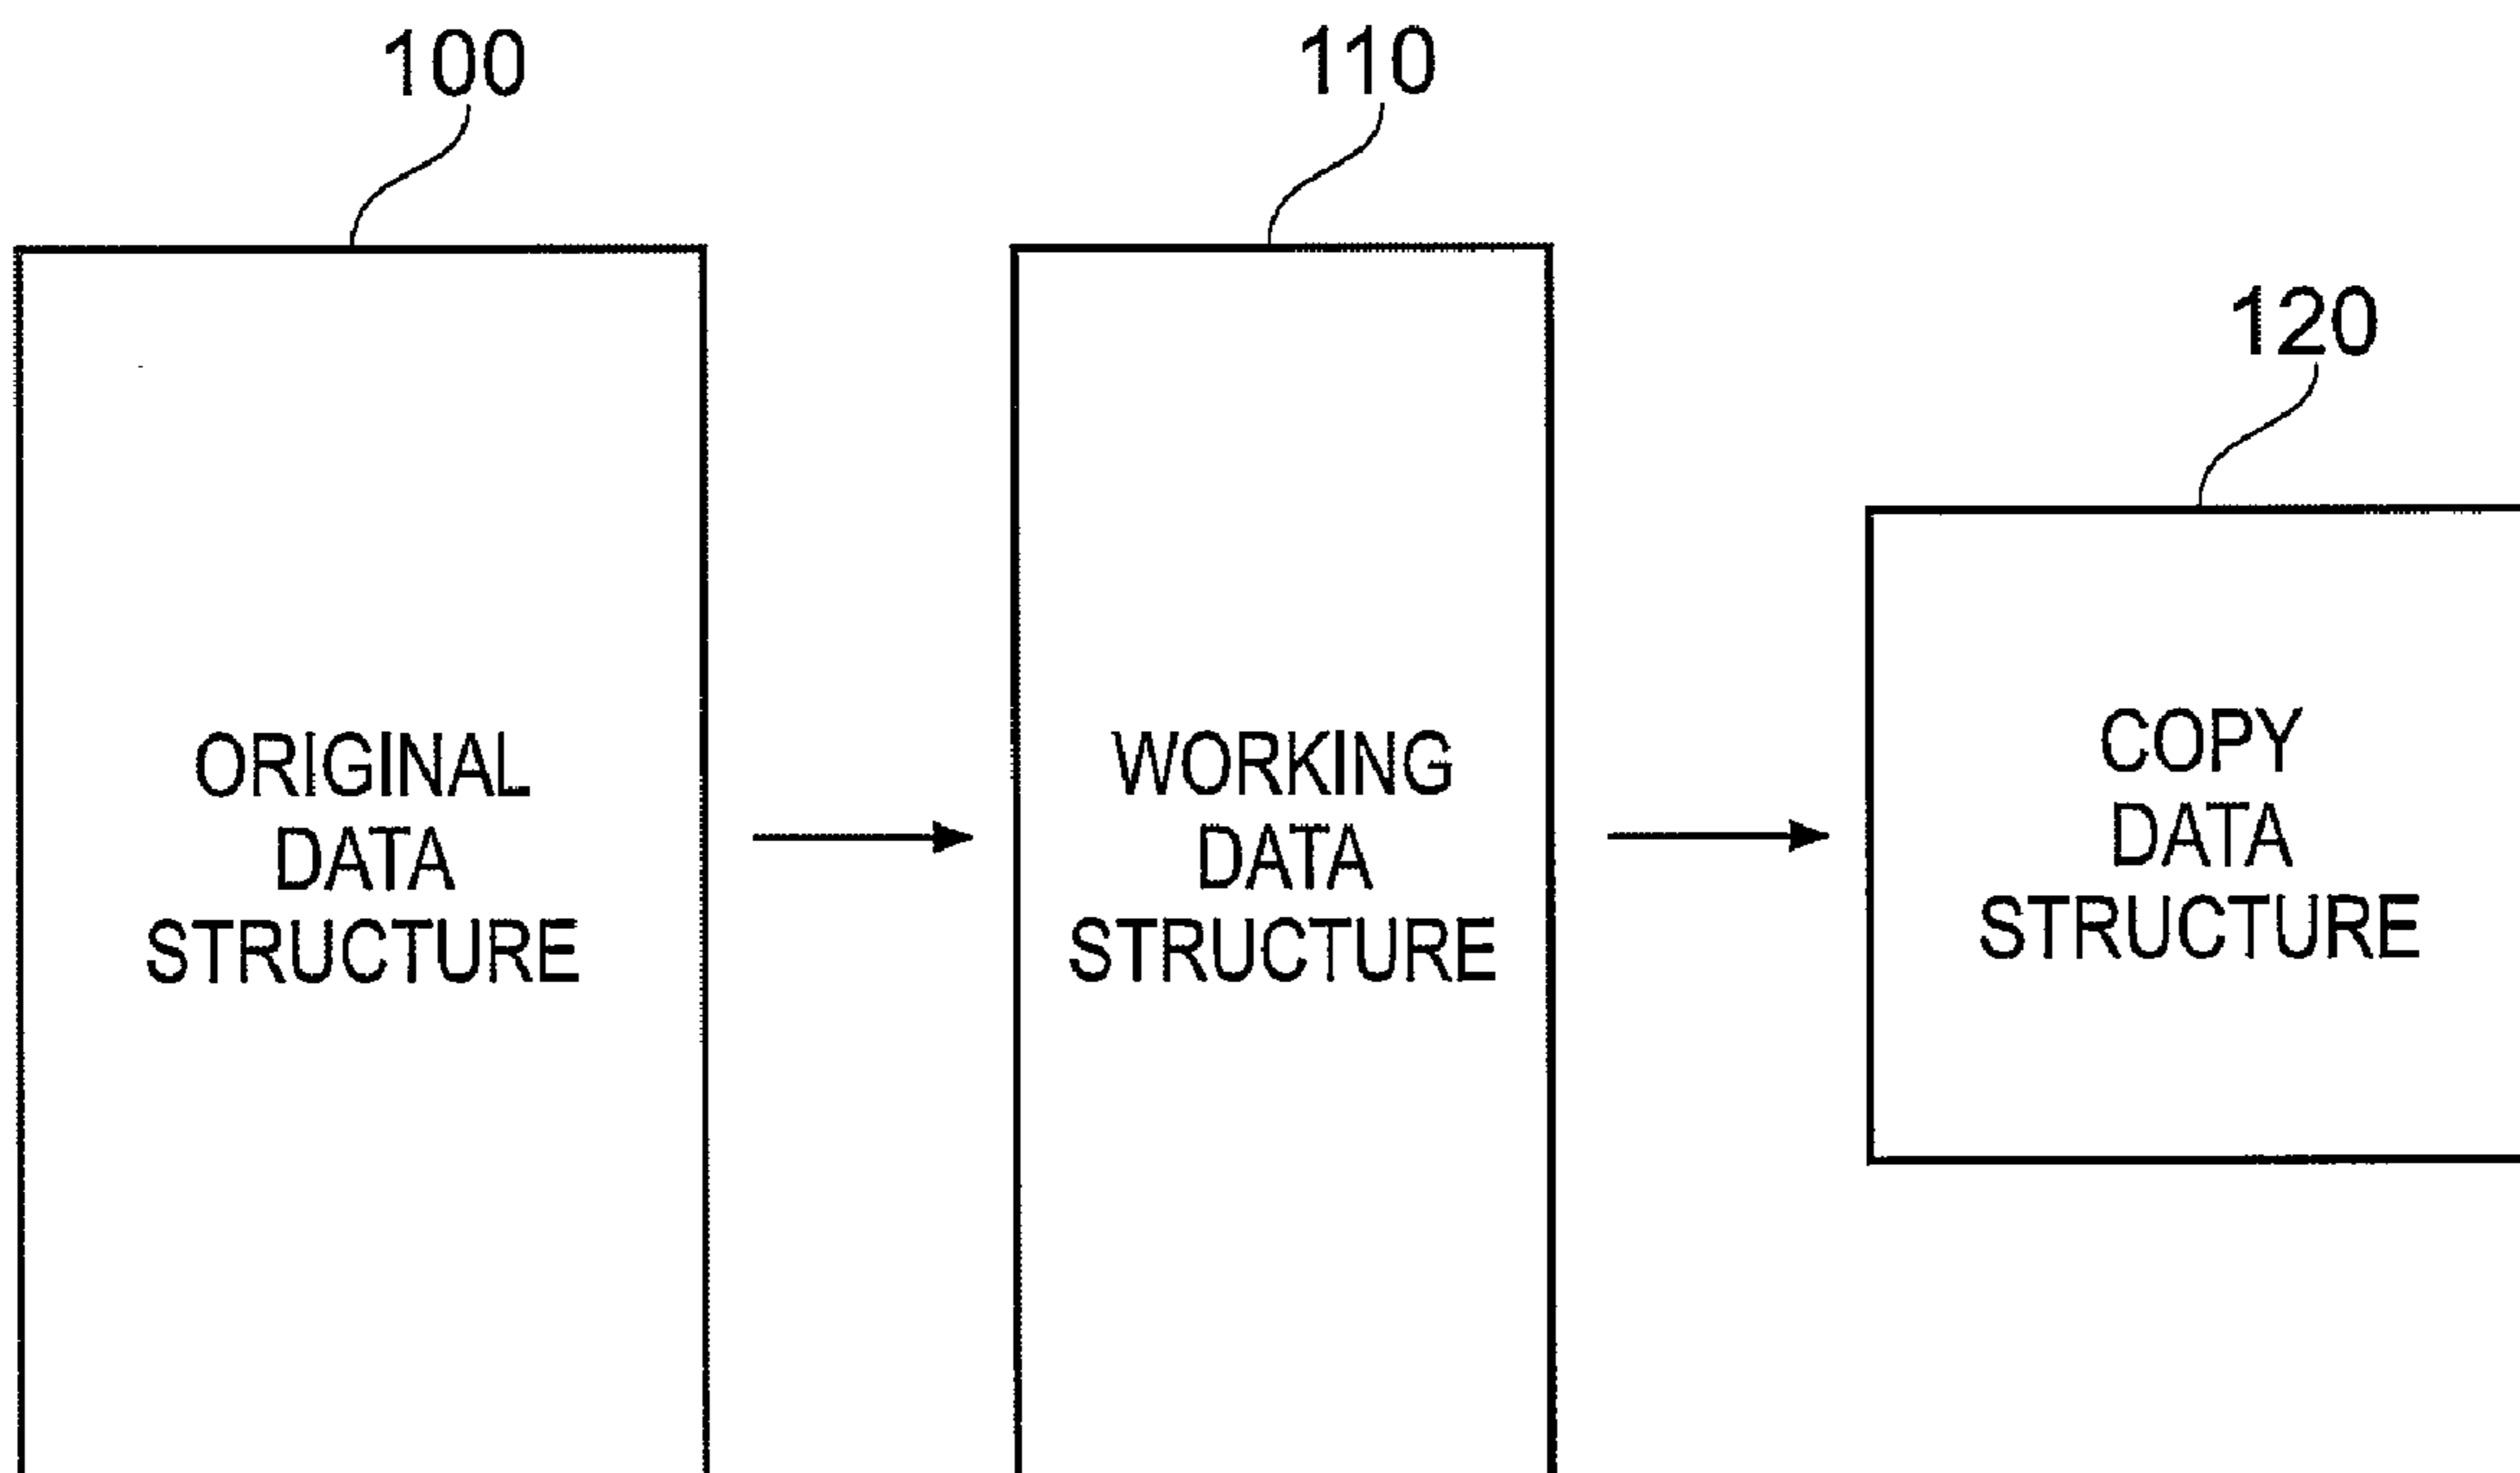 100
110
120
ORIGINAL
DATA
STRUCTURE
WORKING
DATA
STRUCTURE
COPY
DATA
STRUCTURE